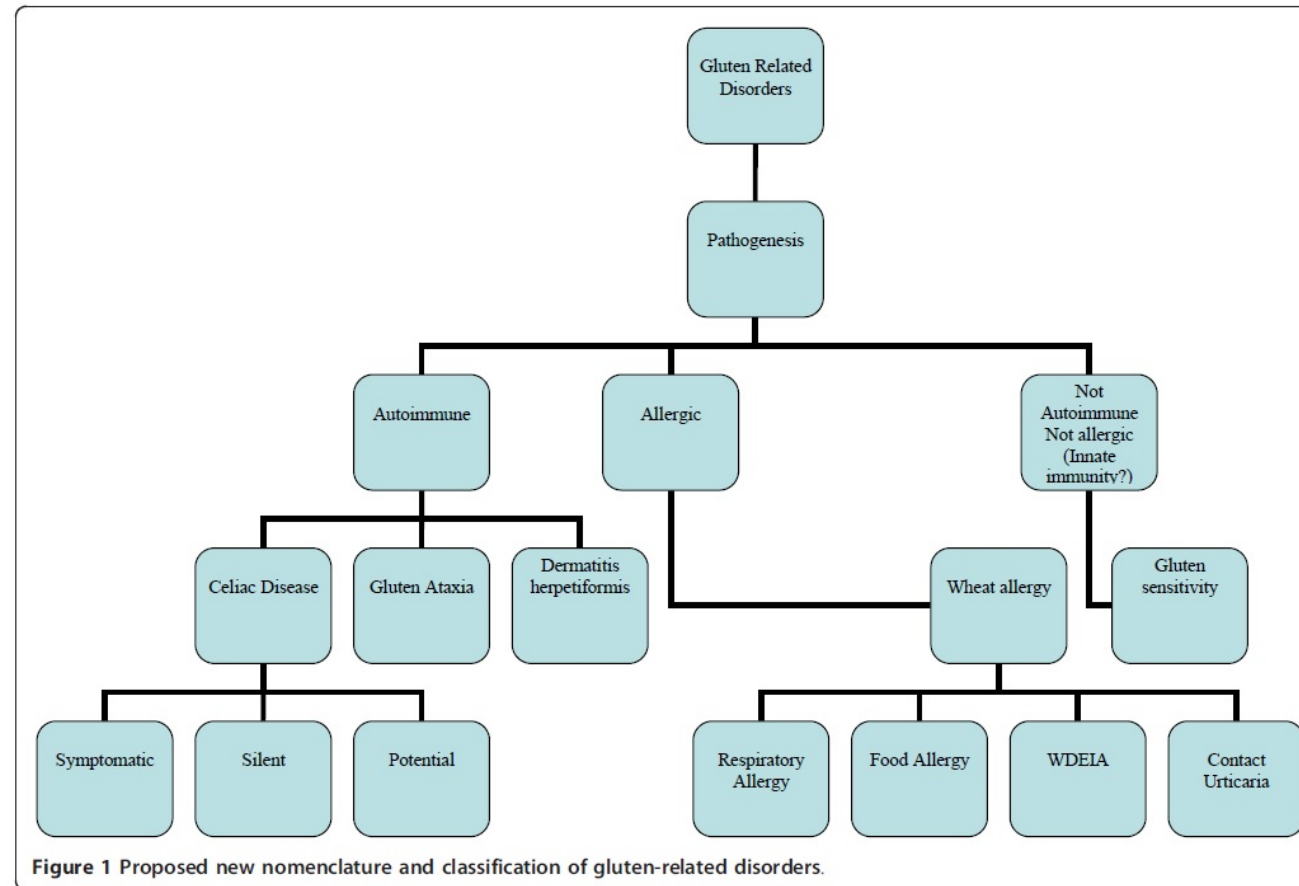 Gluten Related
Disorders
Pathogenesis
Autoimmune
Allergic
Not
Autoimmune
Not allergic
(Innate
immunity?)
Celiac Disease
Gluten Ataxia
Dermatitis
herpetiformis
Wheat allergy
Gluten
sensitivity
Symptomatic
Silent
Potential
Respiratory
Allergy
Food Allergy
WDEIA
Contact
Urticaria
Figure 1 Proposed new nomenclature and classification of gluten-related disorders.